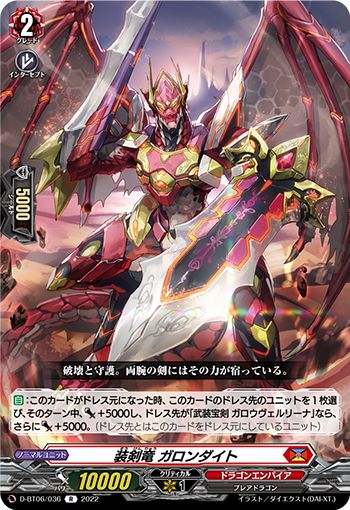 2
グレード
インターセプト
5000
シールド
破壊と守護。両腕の剣にはその力が宿っている。
自：このカードがドレス元になった時、このカードのドレス先のユニットを１枚選
び、そのターン中、+5000し、ドレス先が「武装宝剣 ガロウヴェルリーナ」なら、
さらに+5000。（ドレス先とはこのカードをドレス元にしたユニット）
ノーマルユニット
装剣竜 ガロンダイト
パワー 10000
クリティカル
1
ドラゴンエンパイア
フレアドラゴン
D-BT06/036 R 2022
イラスト／ダイエクスト(DAI-XT.)